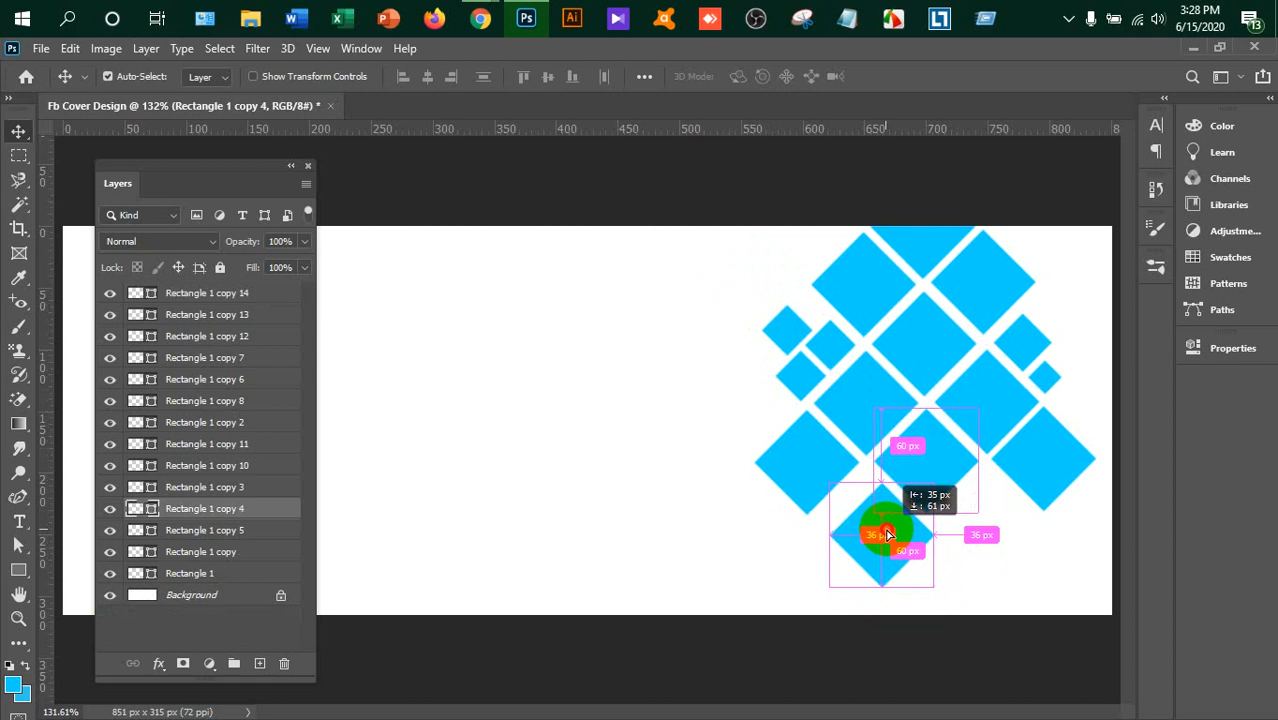 3:28 PM
6/15/2020
13
Ps
File Edit Image Layer Type Select Filter 3D View Window Help
Auto-Select: Layer Show Transform Controls 3D Mode:
Fb Cover Design @ 132% (Rectangle 1 copy 4, RGB/8#) * ×
0 50 100 150 200 250 300 350 400 450 500 550 600 650 700 750 800 8
Layers
Kind
Normal Opacity: 100%
Lock: Fill: 100%
Rectangle 1 copy 14
Rectangle 1 copy 13
Rectangle 1 copy 12
Rectangle 1 copy 7
Rectangle 1 copy 6
Rectangle 1 copy 8
Rectangle 1 copy 2
Rectangle 1 copy 11
Rectangle 1 copy 10
Rectangle 1 copy 3
Rectangle 1 copy 4
Rectangle 1 copy 5
Rectangle 1 copy
Rectangle 1
Background
fx
60 px
35 px
61 px
36 px
36 px
60 px
Color
Learn
Channels
Libraries
Adjustme...
Swatches
Patterns
Paths
Properties
131.61% 851 px x 315 px (72 ppi)